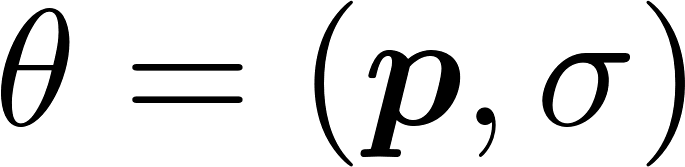 θ = (𝒑, σ)